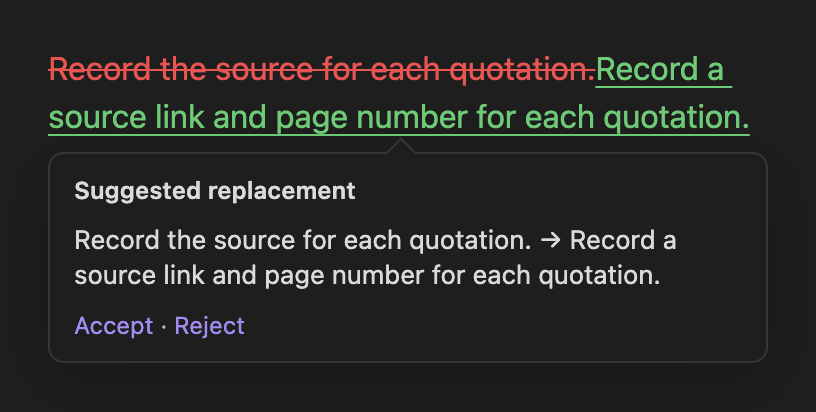 Record the source for each quotation.Record a
source link and page number for each quotation.
Suggested replacement
Record the source for each quotation. → Record a
source link and page number for each quotation.
Accept · Reject